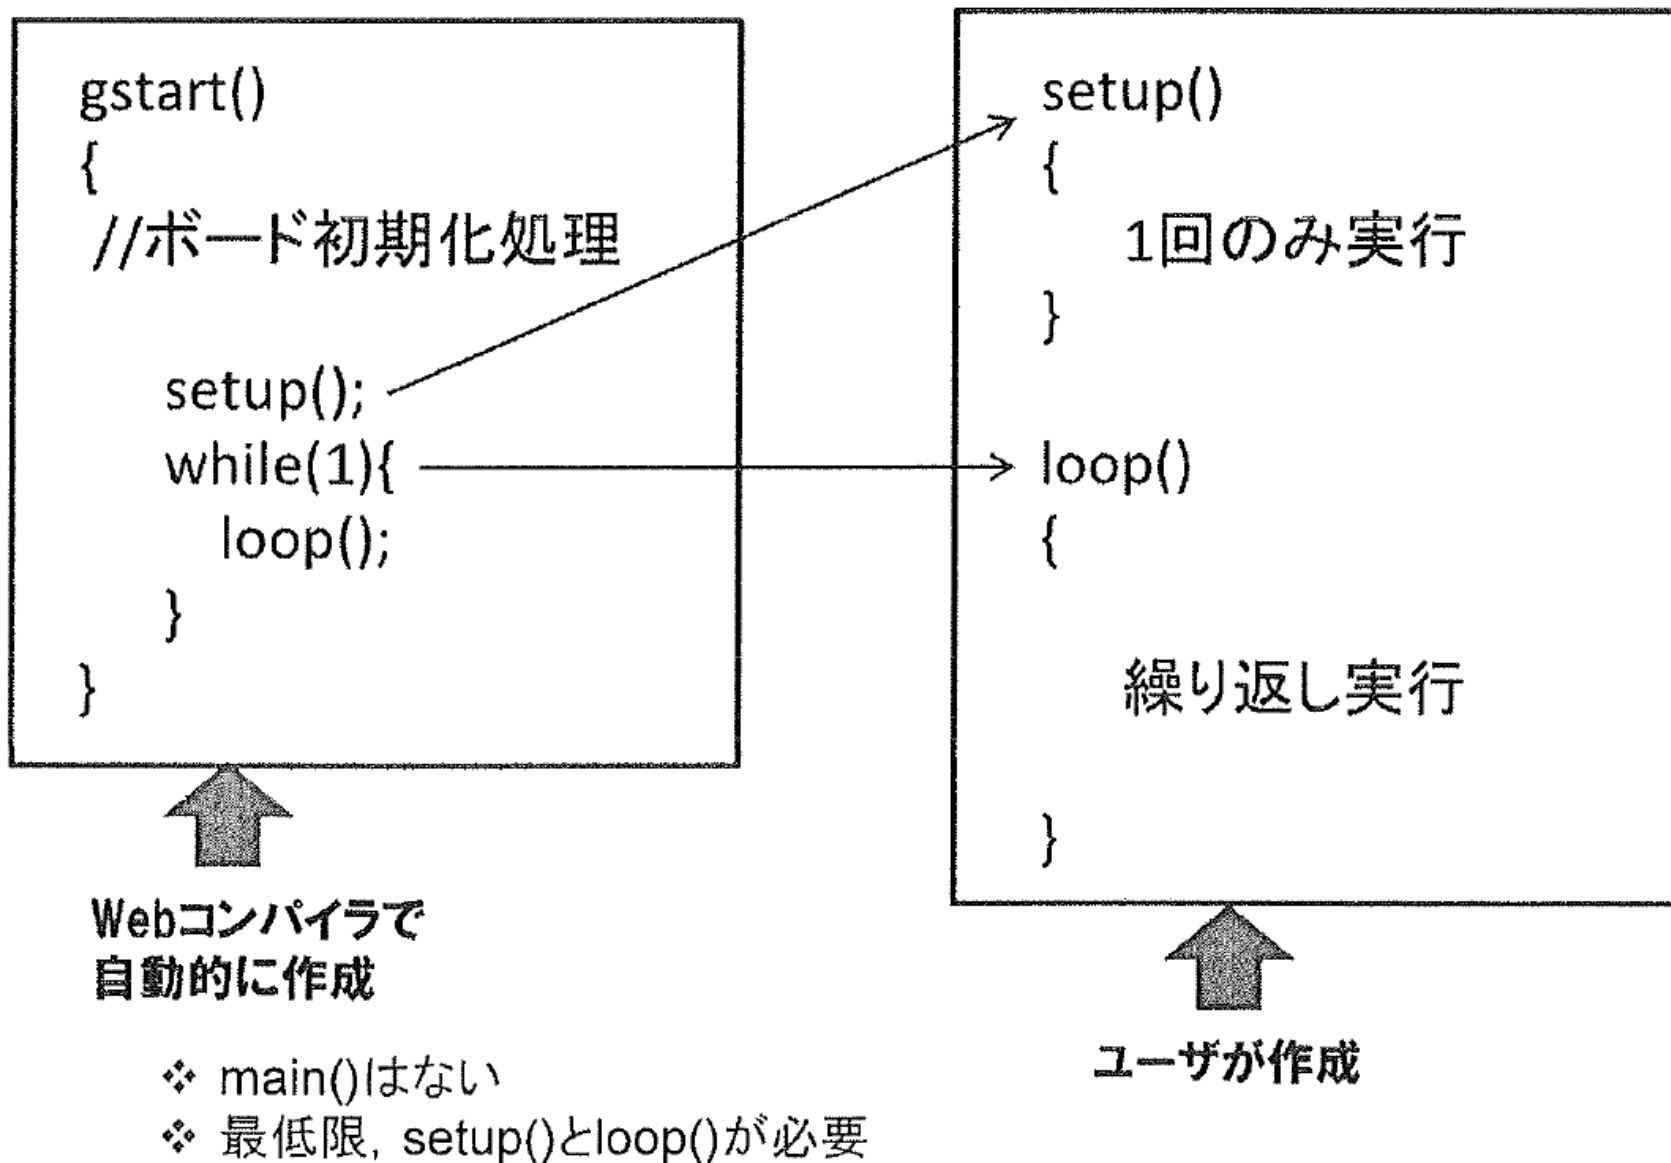 gstart()
{
//ボード初期化処理
setup();
while(1){
loop();
}
}
Webコンパイラで
自動的に作成
❖ main()はない
❖ 最低限, setup()とloop()が必要
setup()
{
1回のみ実行
}
loop()
{
繰り返し実行
}
ユーザが作成